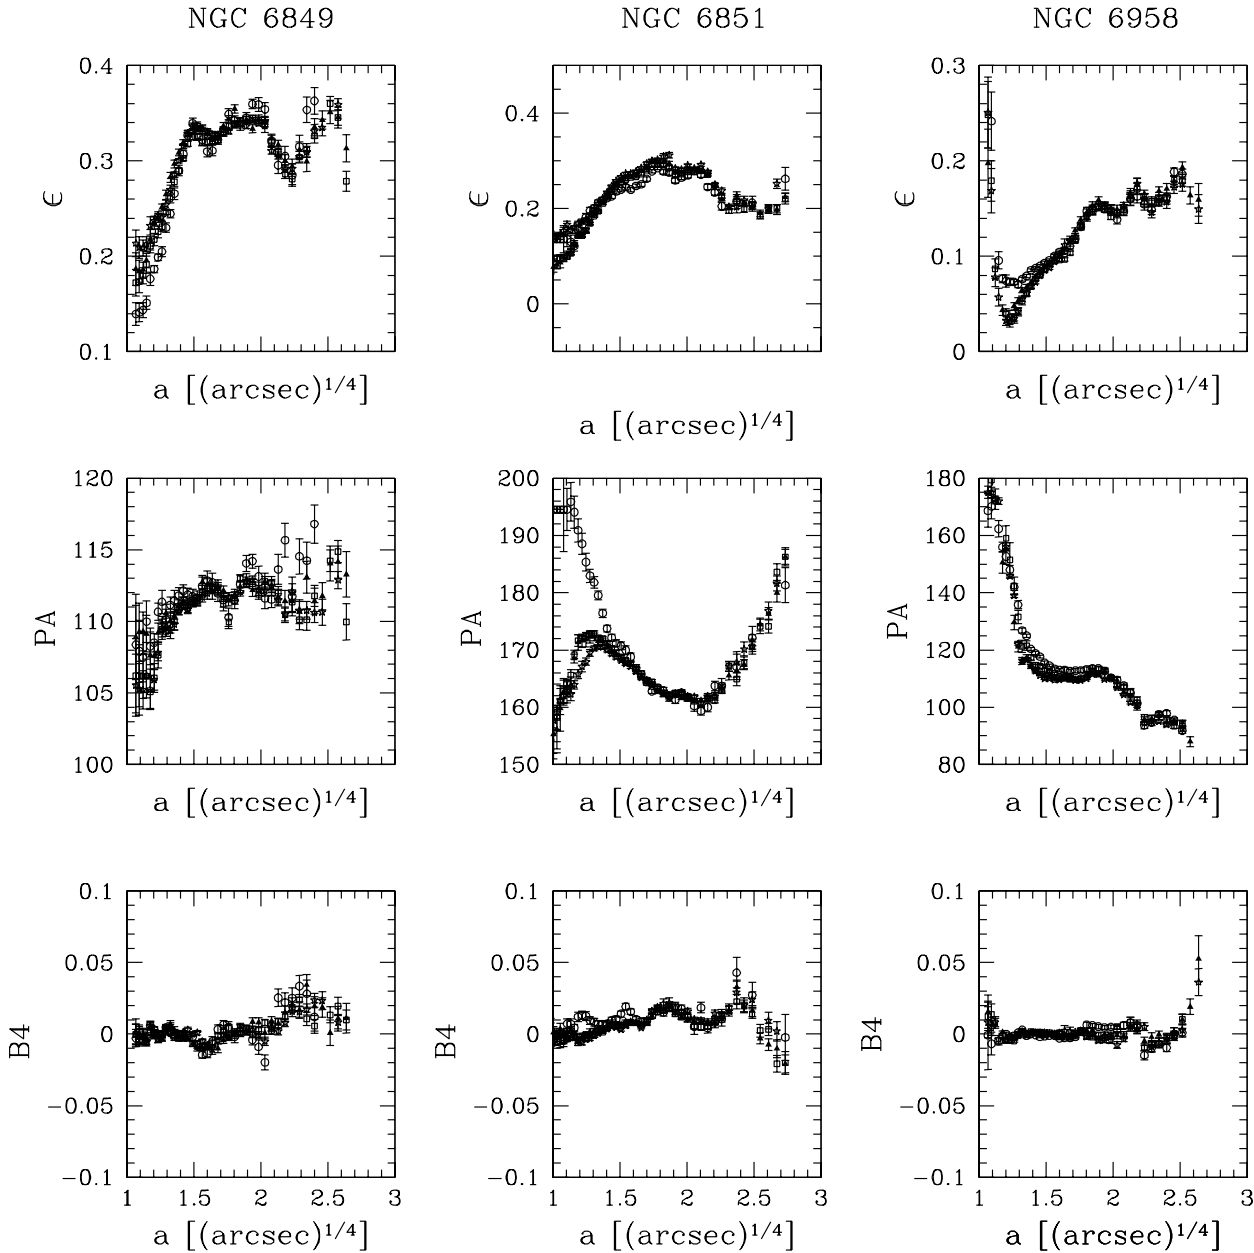 NGC 6849 NGC 6851 NGC 6958
0.4 0.3 0.2 0.1
ϵ
a [(arcsec)1/4]
0.4 0.2 0
ϵ
a [(arcsec)1/4]
0.3 0.2 0.1 0
ϵ
a [(arcsec)1/4]
120 115 110 105 100
PA
a [(arcsec)1/4]
200 190 180 170 160 150
PA
a [(arcsec)1/4]
180 160 140 120 100 80
PA
a [(arcsec)1/4]
0.1 0.05 0 −0.05 −0.1
B4
1 1.5 2 2.5 3
a [(arcsec)1/4]
0.1 0.05 0 −0.05 −0.1
B4
1 1.5 2 2.5 3
a [(arcsec)1/4]
0.1 0.05 0 −0.05 −0.1
B4
1 1.5 2 2.5 3
a [(arcsec)1/4]